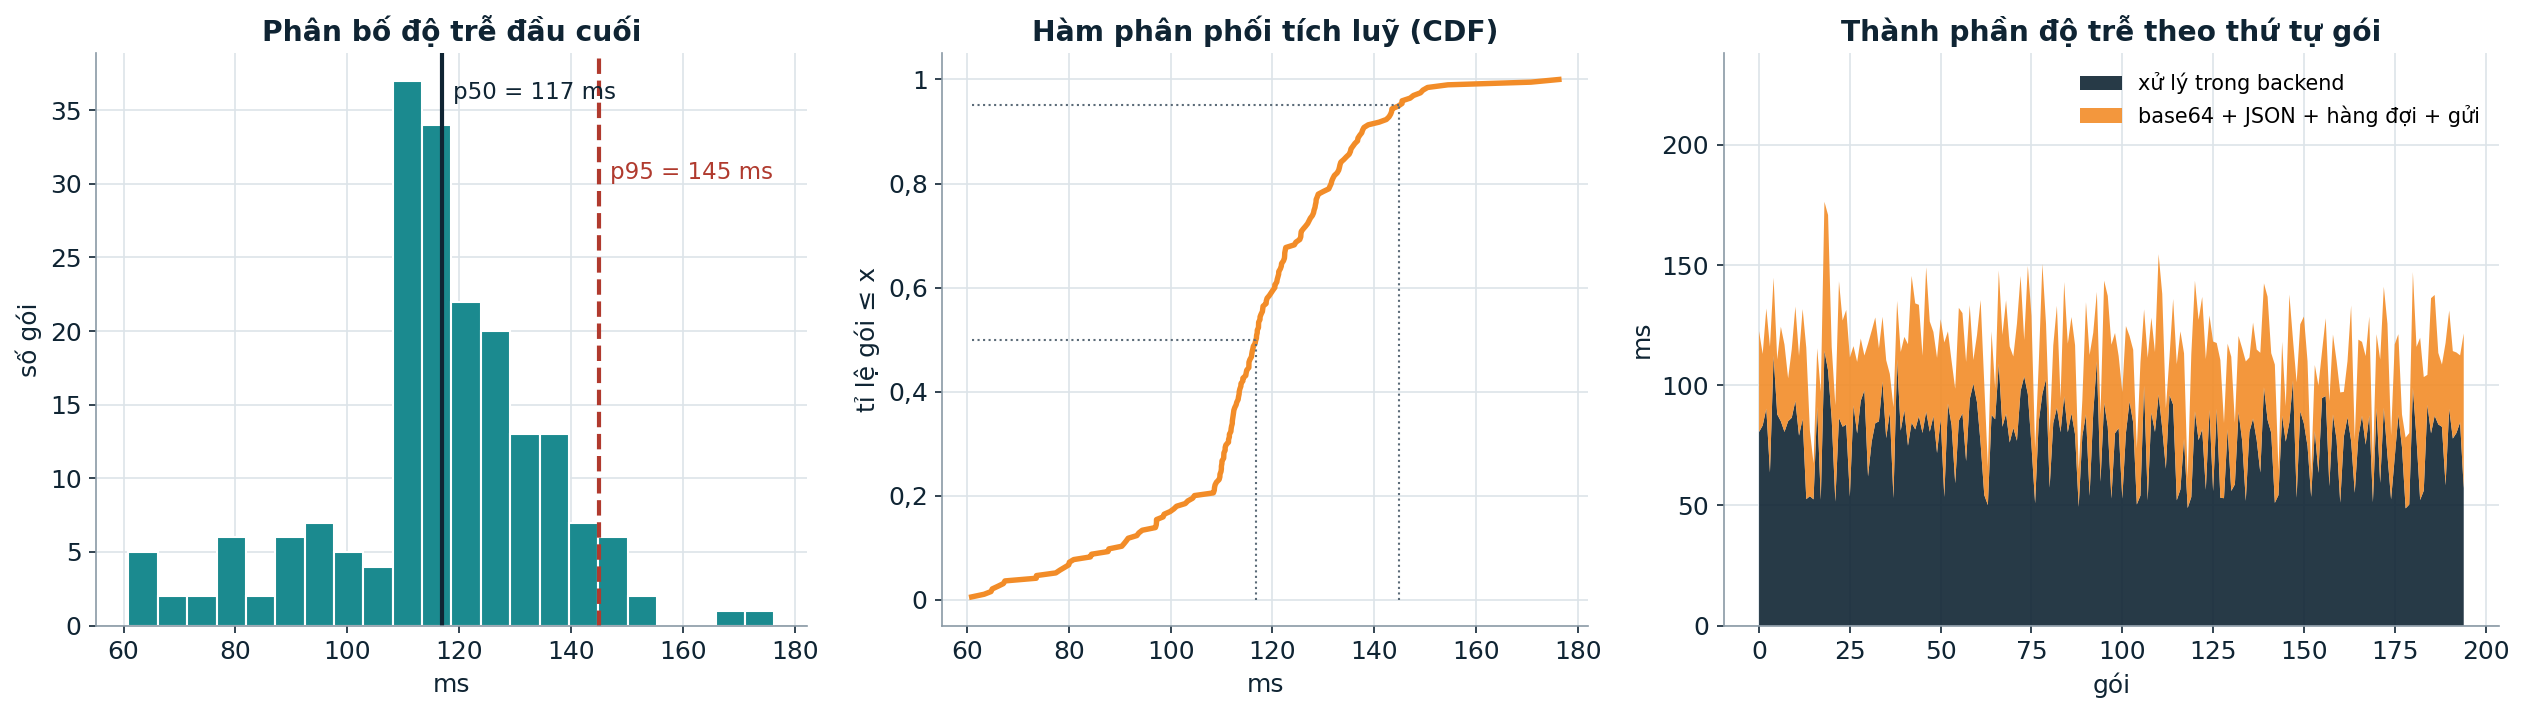 Phân bố độ trễ đầu cuối
số gói
35
30
25
20
15
10
5
0
p50 = 117 ms
p95 = 145 ms
60 80 100 120 140 160 180
ms
Hàm phân phối tích luỹ (CDF)
tỉ lệ gói ≤ x
1
0,8
0,6
0,4
0,2
0
60 80 100 120 140 160 180
ms
Thành phần độ trễ theo thứ tự gói
xử lý trong backend
base64 + JSON + hàng đợi + gửi
ms
200
150
100
50
0
0 25 50 75 100 125 150 175 200
gói